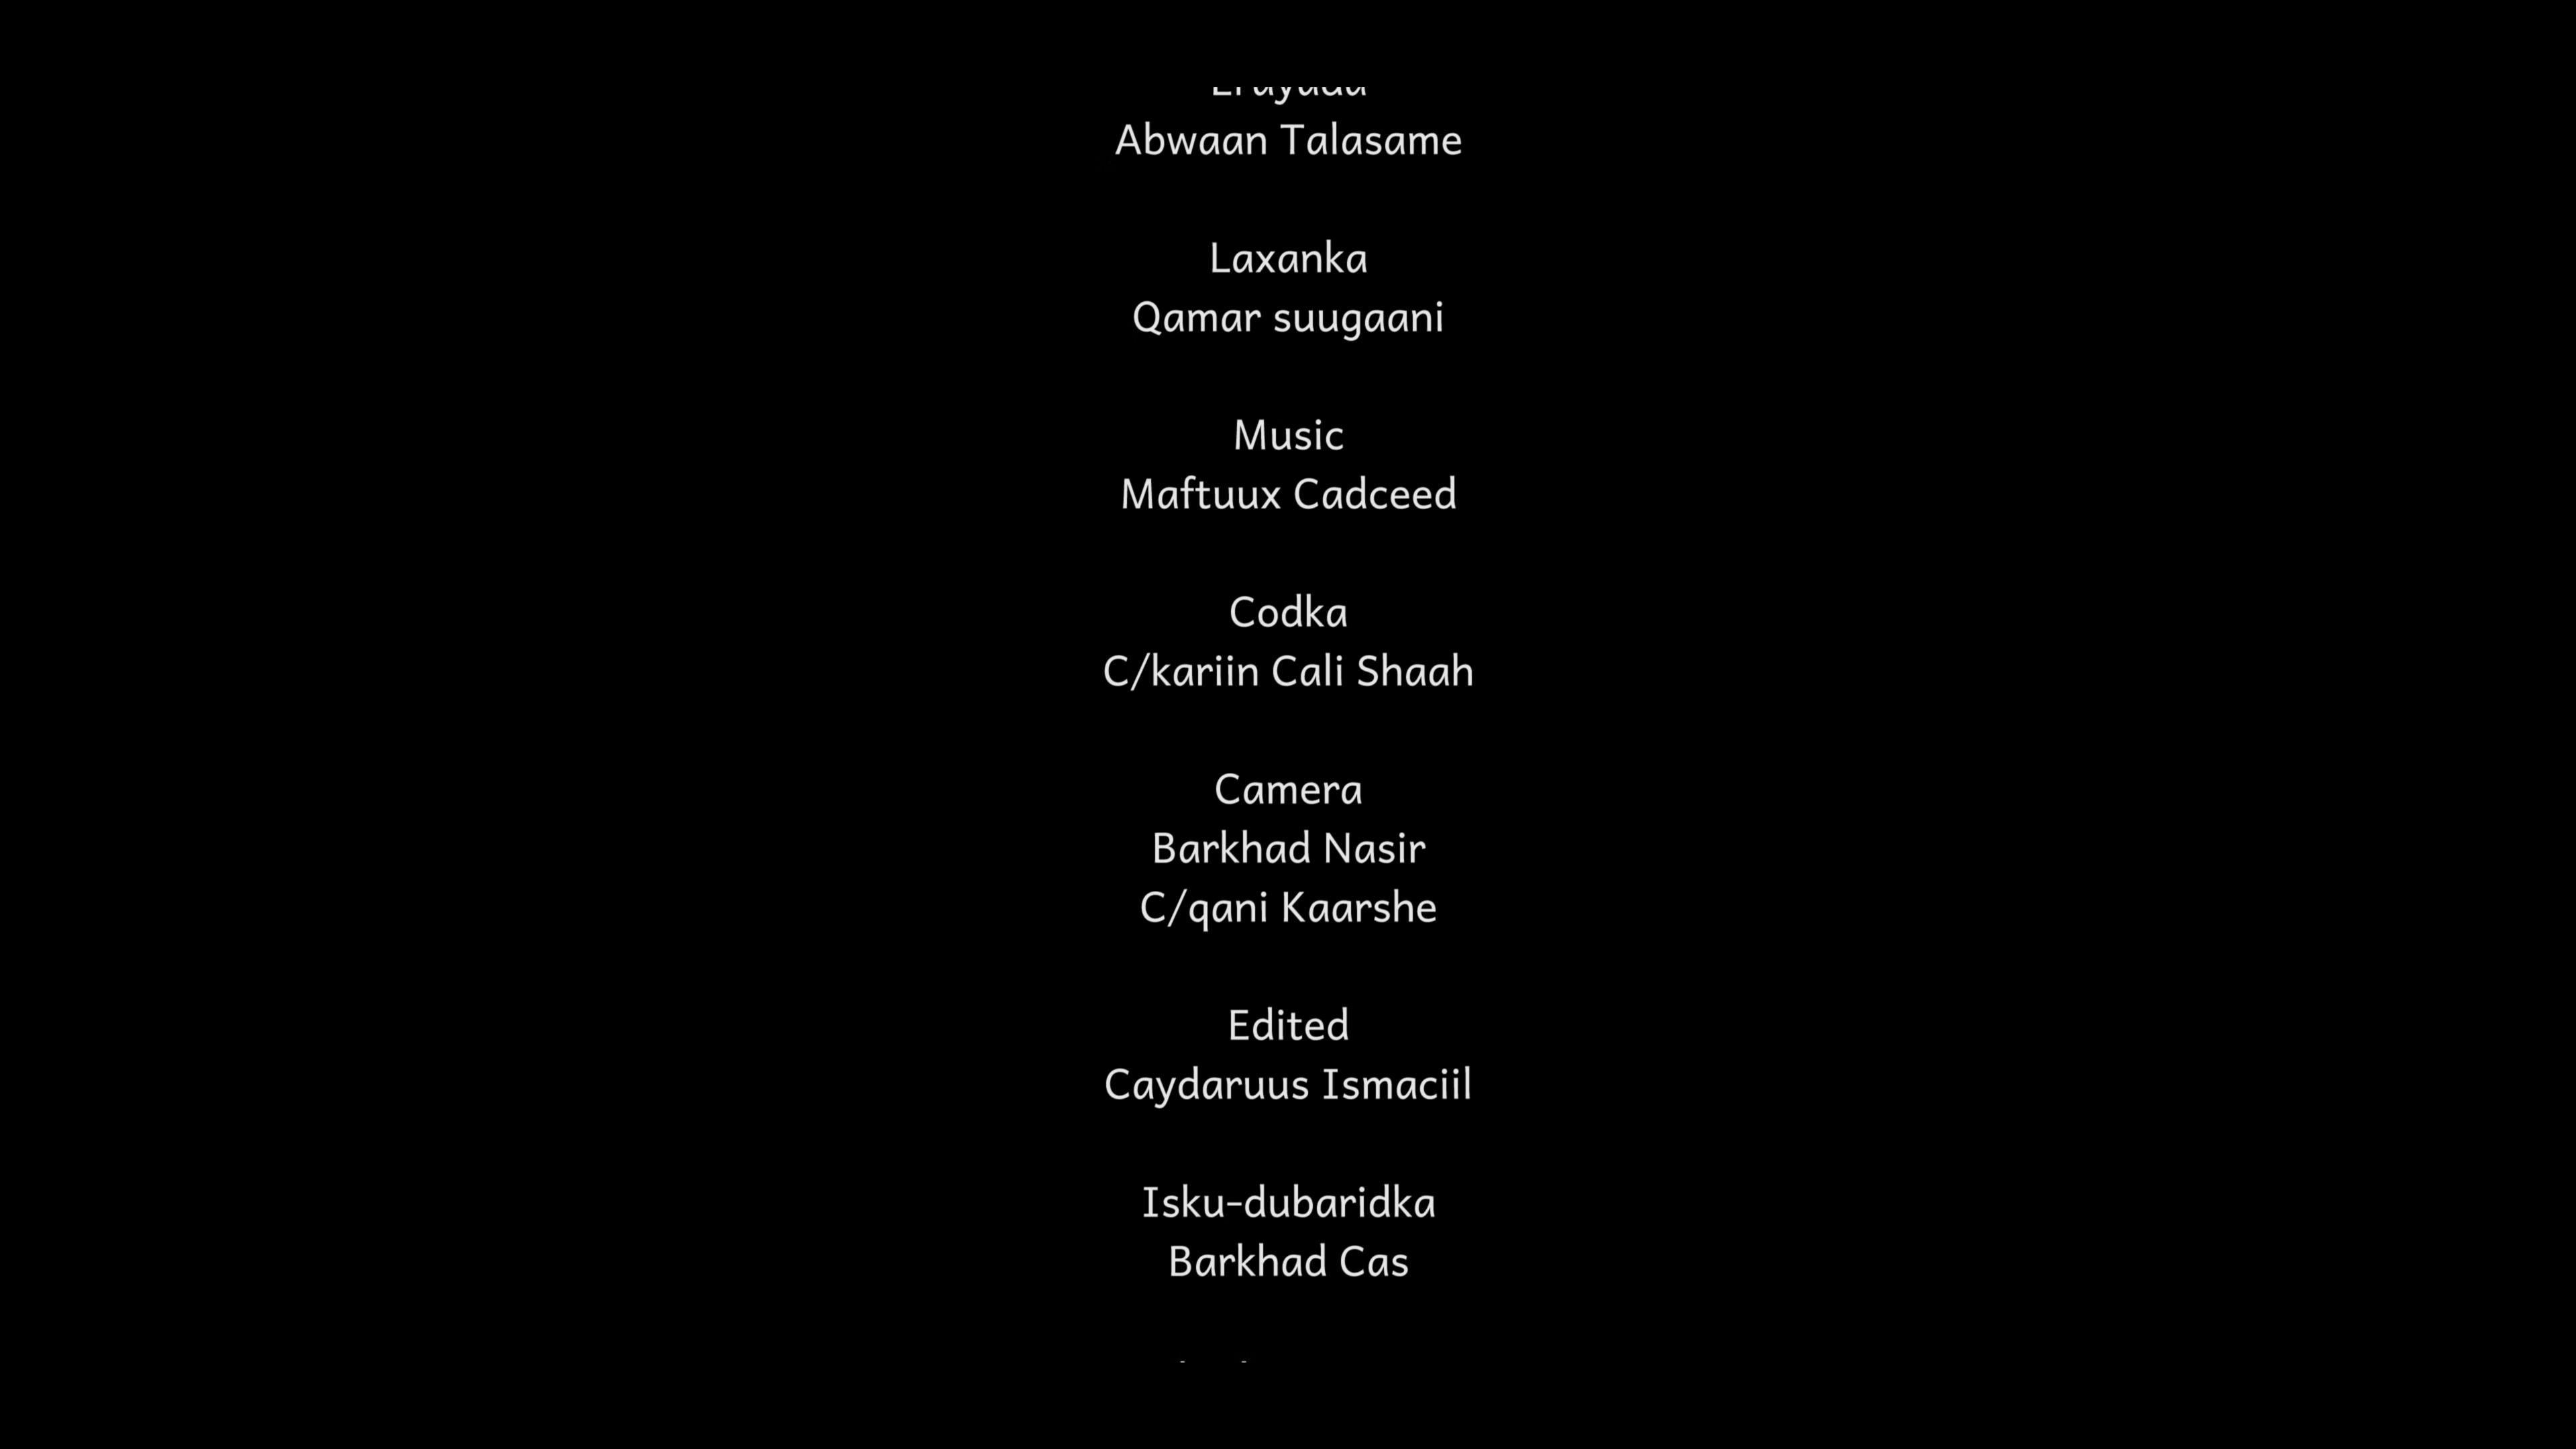 Erayada
Abwaan Talasame
Laxanka
Qamar suugaani
Music
Maftuux Cadceed
Codka
C/kariin Cali Shaah
Camera
Barkhad Nasir
C/qani Kaarshe
Edited
Caydaruus Ismaciil
Isku-dubaridka
Barkhad Cas